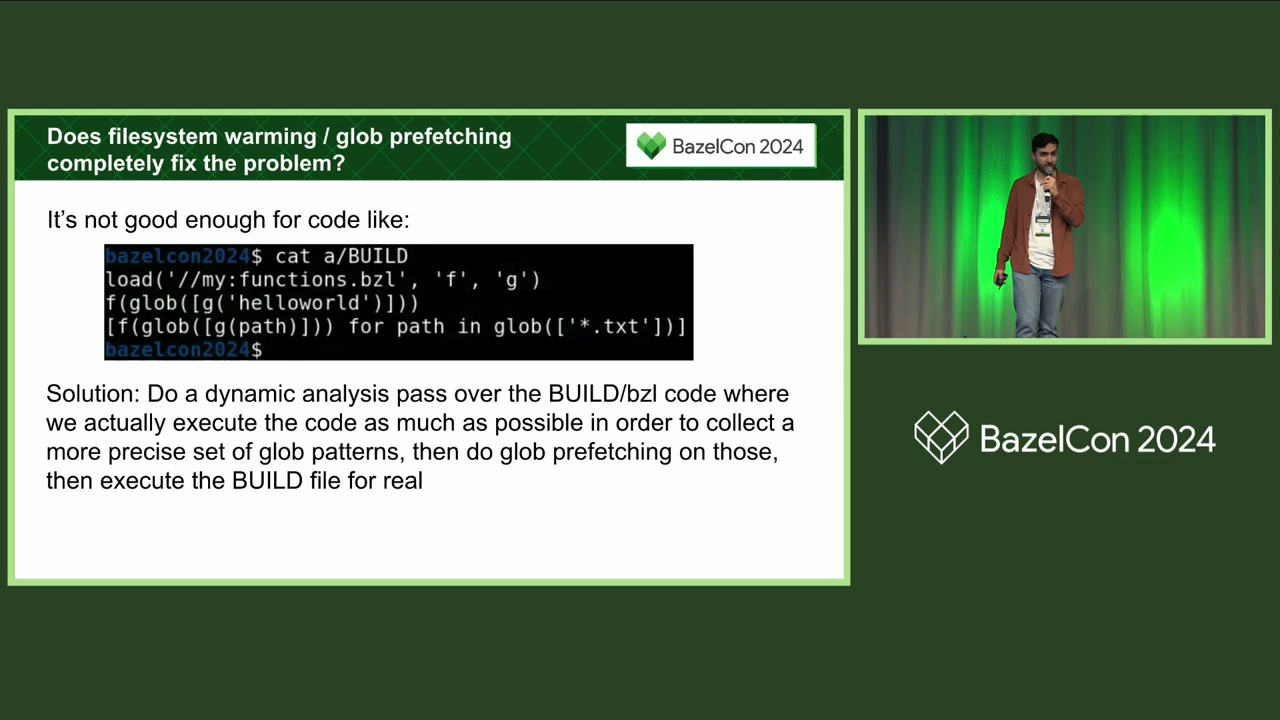 Does filesystem warming / glob prefetching
completely fix the problem?
BazelCon 2024
It's not good enough for code like:
bazelcon2024$ cat a/BUILD
load('//my:functions.bzl', 'f', 'g')
f(glob([g('helloworld')]))
[f(glob([g(path)])) for path in glob(['*.txt'])]
bazelcon2024$
Solution: Do a dynamic analysis pass over the BUILD/bzl code where
we actually execute the code as much as possible in order to collect a
more precise set of glob patterns, then do glob prefetching on those,
then execute the BUILD file for real
BazelCon 2024